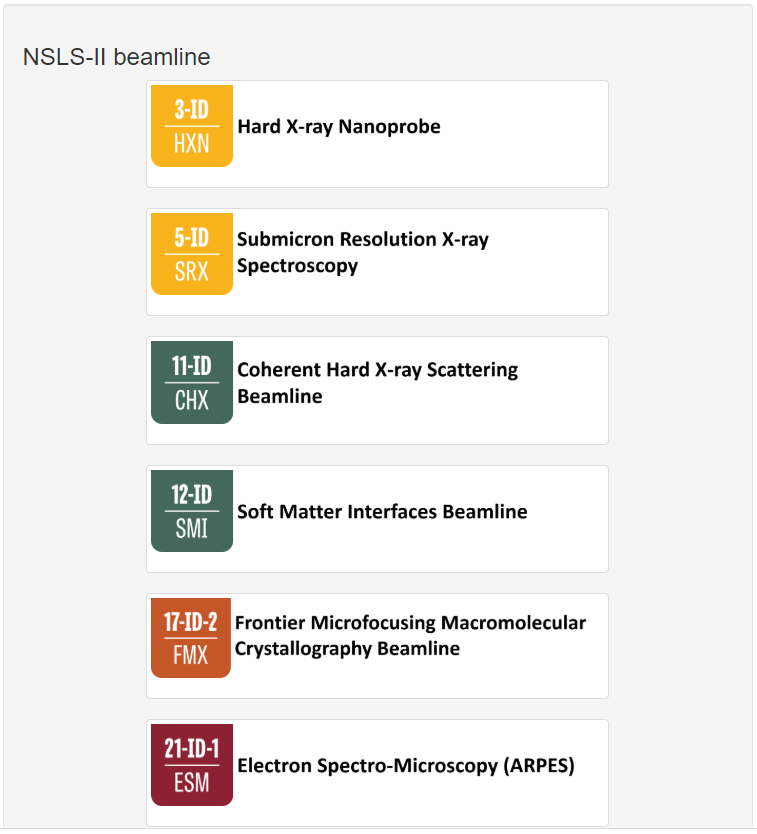 NSLS-II beamline
3-ID
HXN
Hard X-ray Nanoprobe
5-ID
SRX
Submicron Resolution X-ray
Spectroscopy
11-ID
CHX
Coherent Hard X-ray Scattering
Beamline
12-ID
SMI
Soft Matter Interfaces Beamline
17-ID-2
FMX
Frontier Microfocusing Macromolecular
Crystallography Beamline
21-ID-1
ESM
Electron Spectro-Microscopy (ARPES)